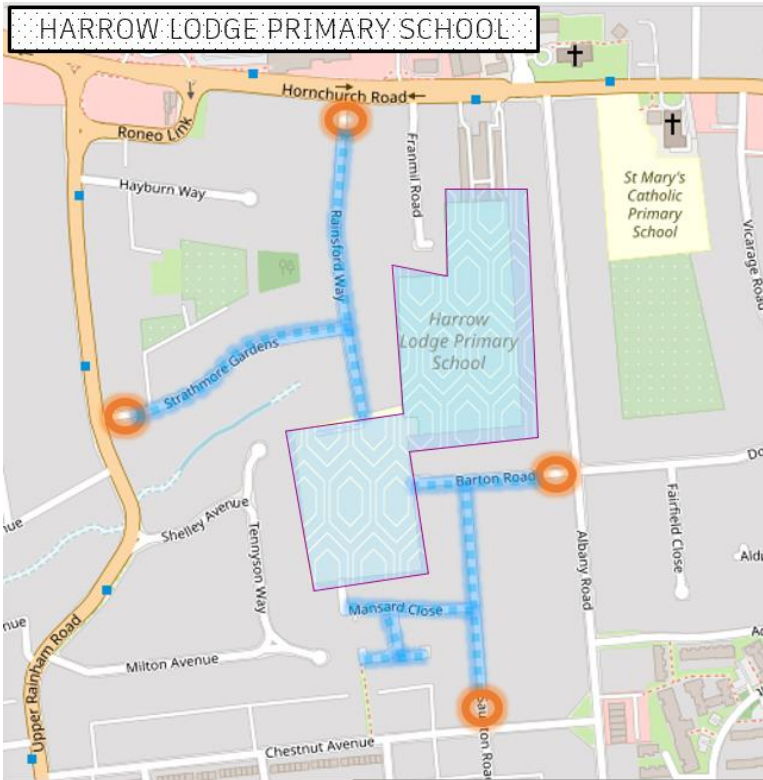 HARROW LODGE PRIMARY SCHOOL
Hornchurch Road
Roneo Link
Hayburn Way
Franmil Road
St Mary's
Catholic
Primary
School
Vicarage Road
Rainsford Way
Harrow
Lodge Primary
School
Strathmore Gardens
Barton Road
Shelley Avenue
Tennyson Way
Fairfield Close
Albany Road
Mansard Close
Milton Avenue
Upper Rainham Road
Chestnut Avenue